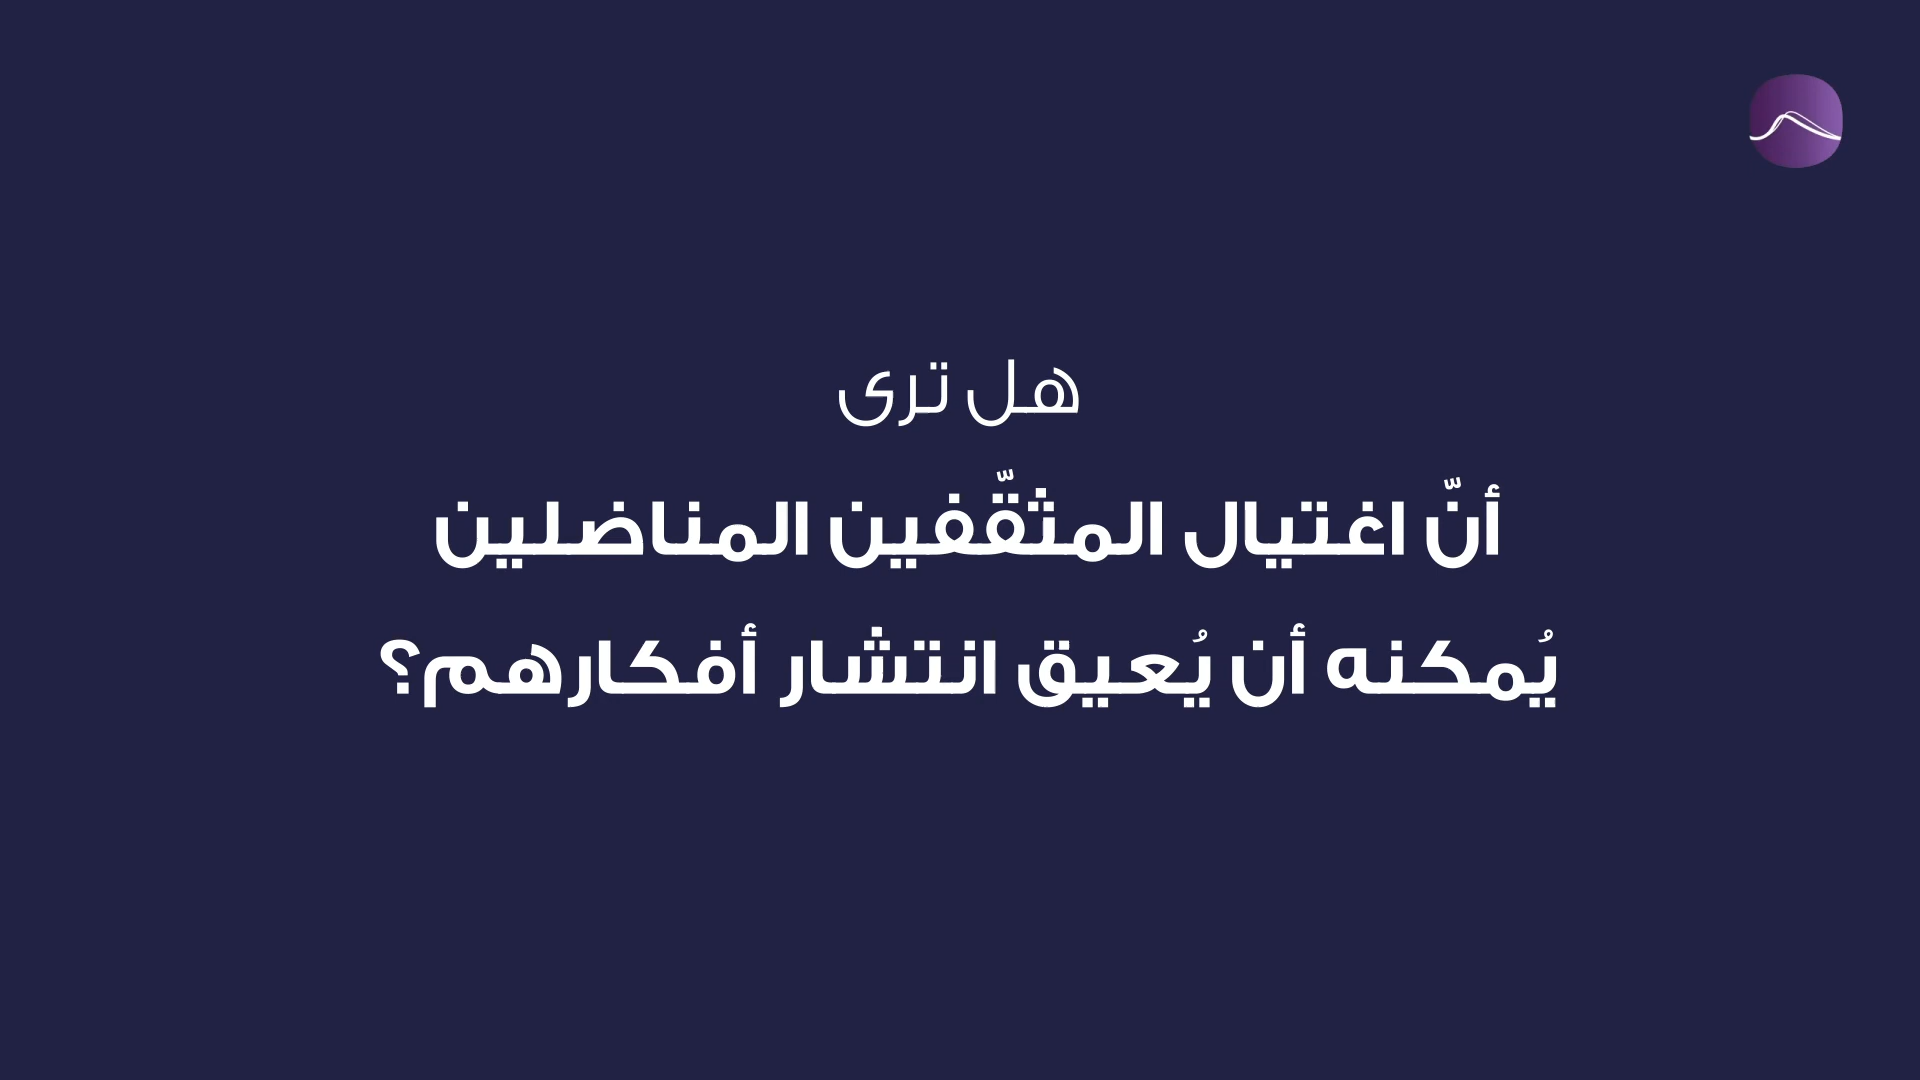 هل ترى
أنّ اغتيال المثقّفين المناضلين
يُمكنه أن يُعيق انتشار أفكارهم؟